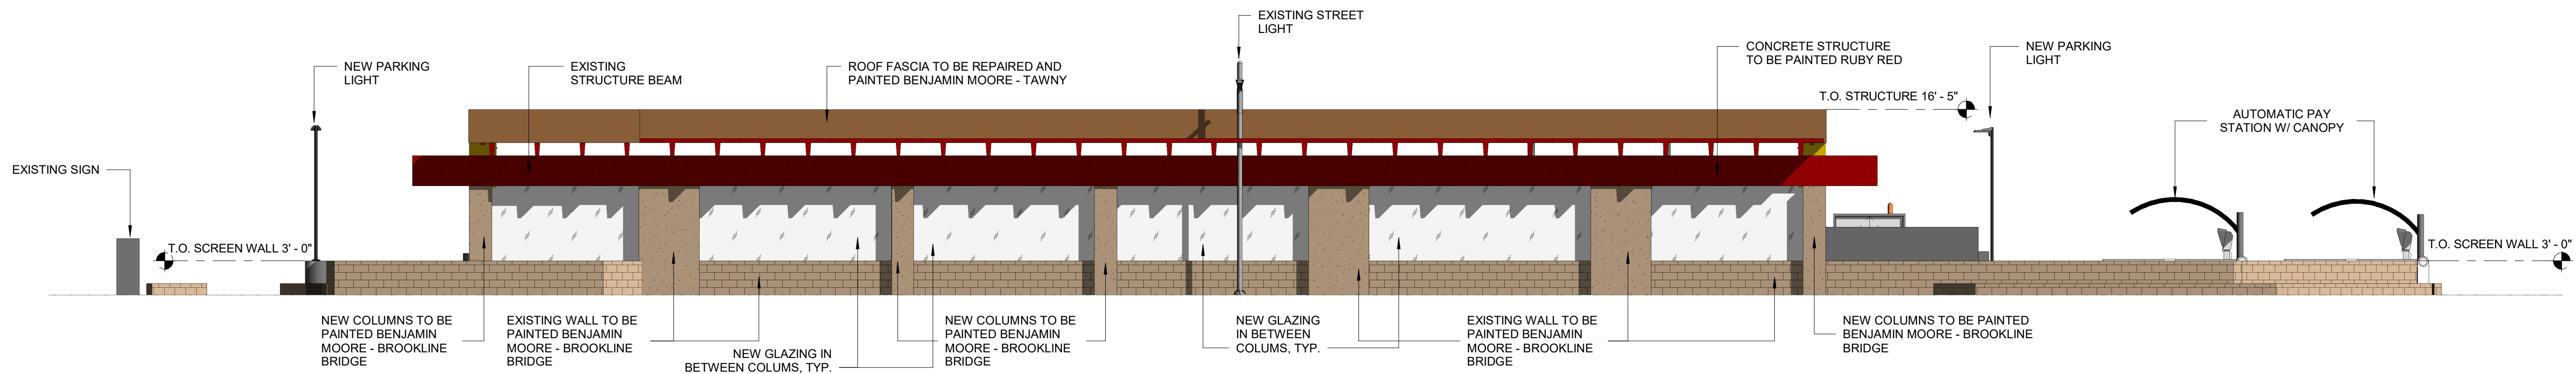 EXISTING STREET
LIGHT
NEW PARKING
LIGHT
EXISTING
STRUCTURE BEAM
ROOF FASCIA TO BE REPAIRED AND
PAINTED BENJAMIN MOORE - TAWNY
CONCRETE STRUCTURE
TO BE PAINTED RUBY RED
NEW PARKING
LIGHT
T.O. STRUCTURE 16' - 5"
AUTOMATIC PAY
STATION W/ CANOPY
EXISTING SIGN
T.O. SCREEN WALL 3' - 0"
T.O. SCREEN WALL 3' - 0"
NEW COLUMNS TO BE
PAINTED BENJAMIN
MOORE - BROOKLINE
BRIDGE
EXISTING WALL TO BE
PAINTED BENJAMIN
MOORE - BROOKLINE
BRIDGE
NEW GLAZING IN
BETWEEN COLUMS, TYP.
NEW COLUMNS TO BE
PAINTED BENJAMIN
MOORE - BROOKLINE
BRIDGE
NEW GLAZING
IN BETWEEN
COLUMS, TYP.
EXISTING WALL TO BE
PAINTED BENJAMIN
MOORE - BROOKLINE
BRIDGE
NEW COLUMNS TO BE PAINTED
BENJAMIN MOORE - BROOKLINE
BRIDGE